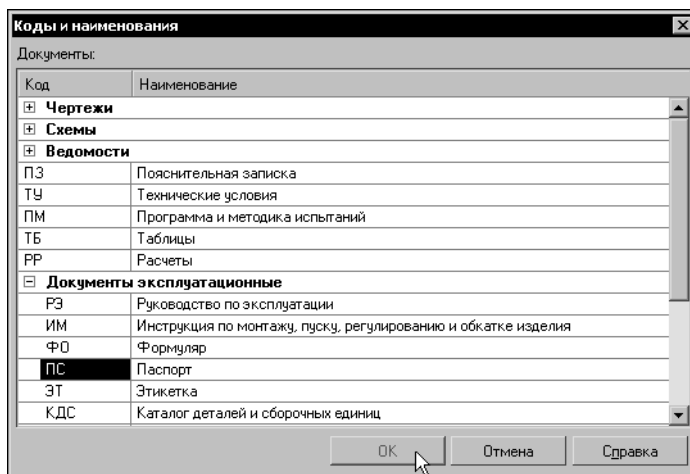 Коды и наименования
Документы:
Код Наименование
Чертежи
Схемы
Ведомости
ПЗ Пояснительная записка
ТУ Технические условия
ПМ Программа и методика испытаний
ТБ Таблицы
РР Расчеты
Документы эксплуатационные
РЭ Руководство по эксплуатации
ИМ Инструкция по монтажу, пуску, регулированию и обкатке изделия
ФО Формуляр
ПС Паспорт
ЭТ Этикетка
КДС Каталог деталей и сборочных единиц
OK Отмена Справка